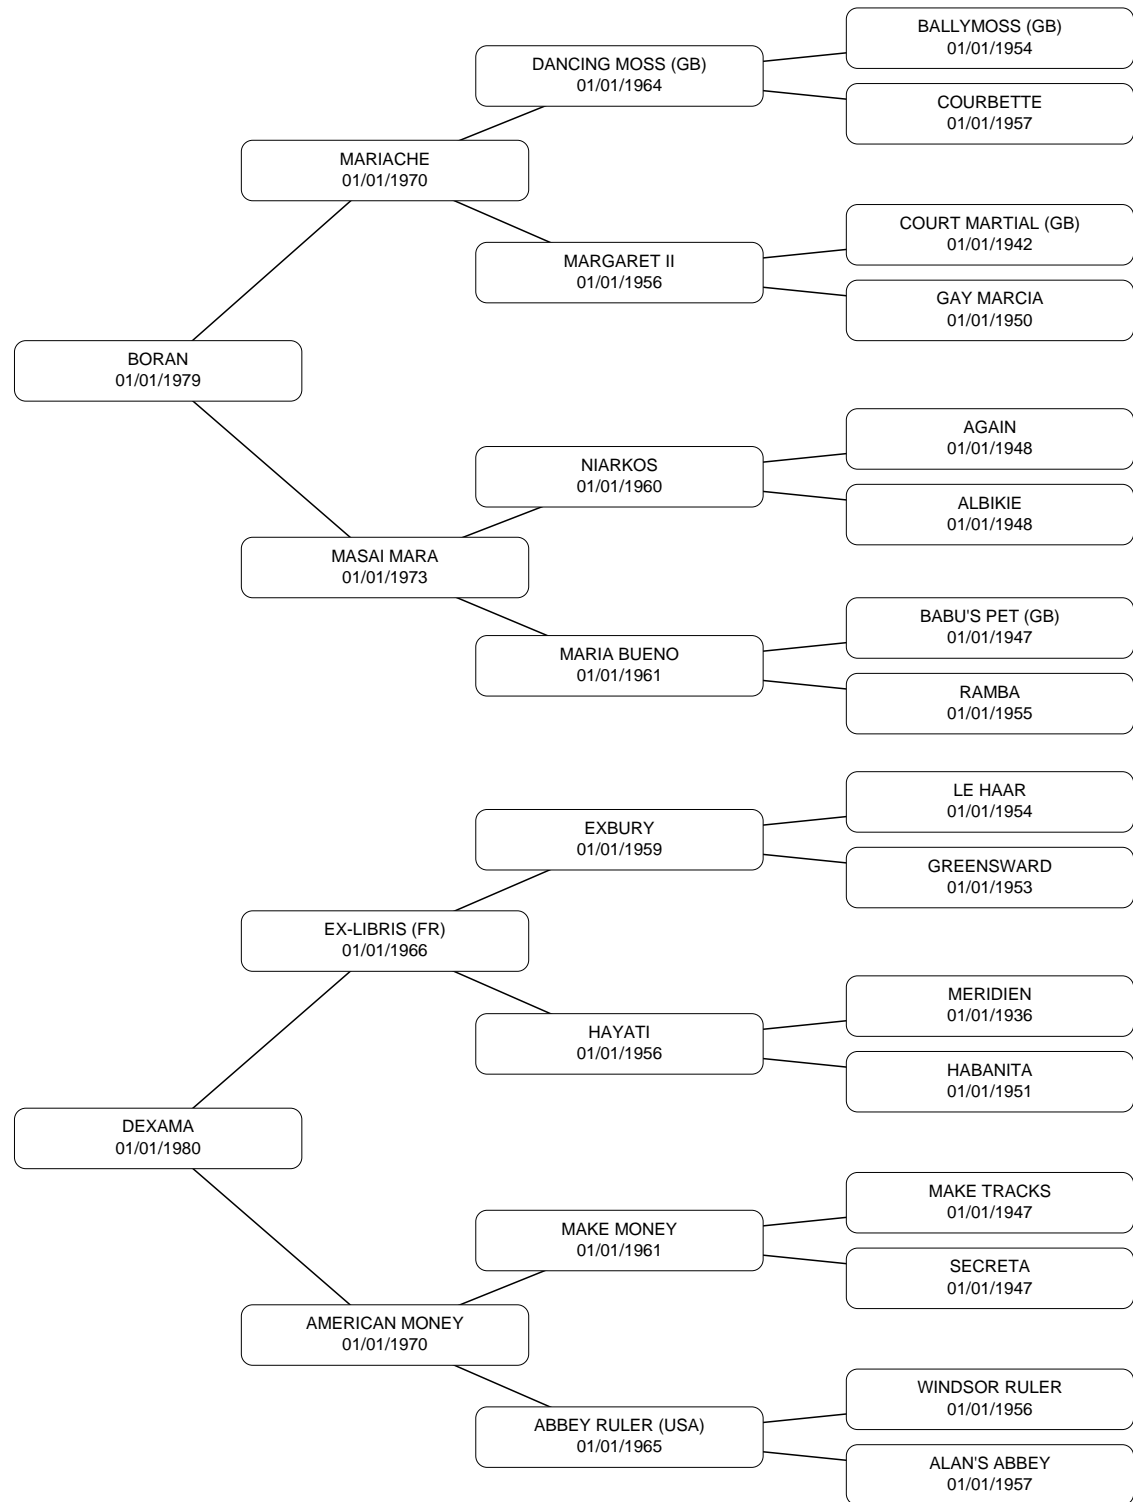 BALLYMOSS (GB)
01/01/1954
DANCING MOSS (GB)
01/01/1964
COURBETTE
01/01/1957
MARIACHE
01/01/1970
COURT MARTIAL (GB)
01/01/1942
MARGARET II
01/01/1956
GAY MARCIA
01/01/1950
BORAN
01/01/1979
AGAIN
01/01/1948
NIARKOS
01/01/1960
ALBIKIE
01/01/1948
MASAI MARA
01/01/1973
BABU'S PET (GB)
01/01/1947
MARIA BUENO
01/01/1961
RAMBA
01/01/1955
LE HAAR
01/01/1954
EXBURY
01/01/1959
GREENSWARD
01/01/1953
EX-LIBRIS (FR)
01/01/1966
MERIDIEN
01/01/1936
HAYATI
01/01/1956
HABANITA
01/01/1951
DEXAMA
01/01/1980
MAKE TRACKS
01/01/1947
MAKE MONEY
01/01/1961
SECRETA
01/01/1947
AMERICAN MONEY
01/01/1970
WINDSOR RULER
01/01/1956
ABBEY RULER (USA)
01/01/1965
ALAN'S ABBEY
01/01/1957